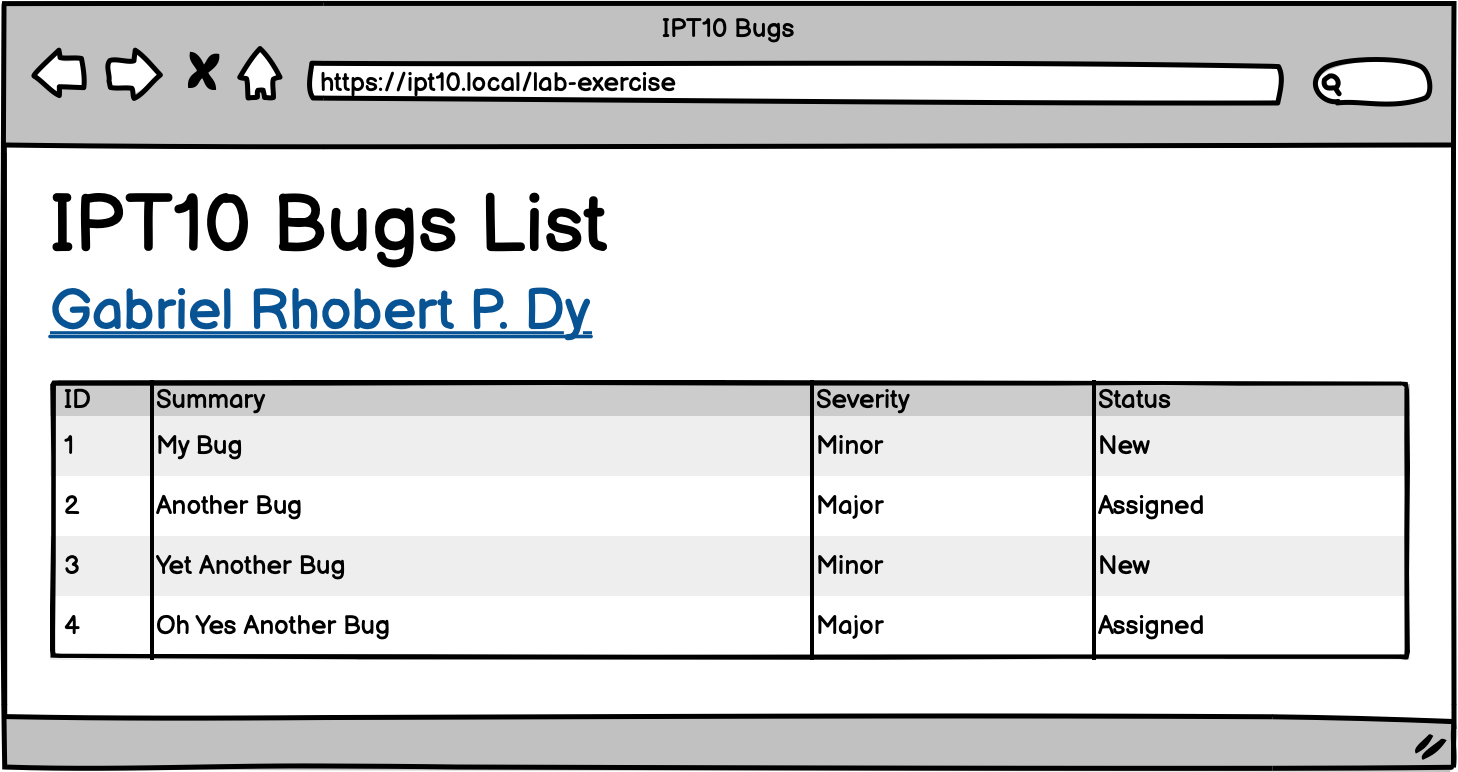 IPT10 Bugs
https://ipt10.local/lab-exercise
IPT10 Bugs List
Gabriel Rhobert P. Dy
ID Summary Severity Status
1 My Bug Minor New
2 Another Bug Major Assigned
3 Yet Another Bug Minor New
4 Oh Yes Another Bug Major Assigned